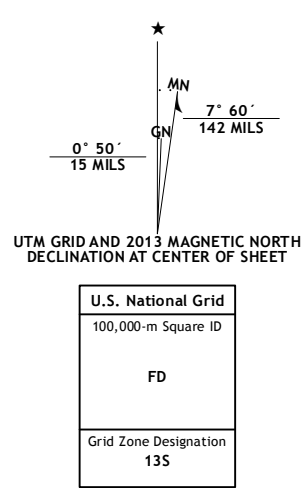 MN
7° 60´
142 MILS
GN
0° 50´
15 MILS
UTM GRID AND 2013 MAGNETIC NORTH
DECLINATION AT CENTER OF SHEET
U.S. National Grid
100,000-m Square ID
FD
Grid Zone Designation
13S